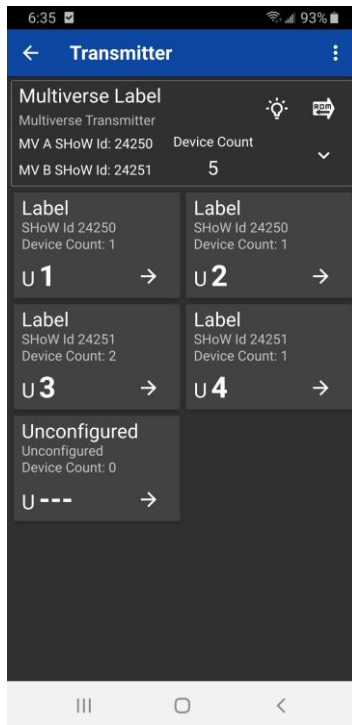 6:35 93%
Transmitter
Multiverse Label
Multiverse Transmitter
ROM
MV A SHoW Id: 24250 Device Count
MV B SHoW Id: 24251 5
Label
SHoW Id 24250
Device Count: 1
U 1
Label
SHoW Id 24250
Device Count: 1
U 2
Label
SHoW Id 24251
Device Count: 2
U 3
Label
SHoW Id 24251
Device Count: 1
U 4
Unconfigured
Unconfigured
Device Count: 0
U ---